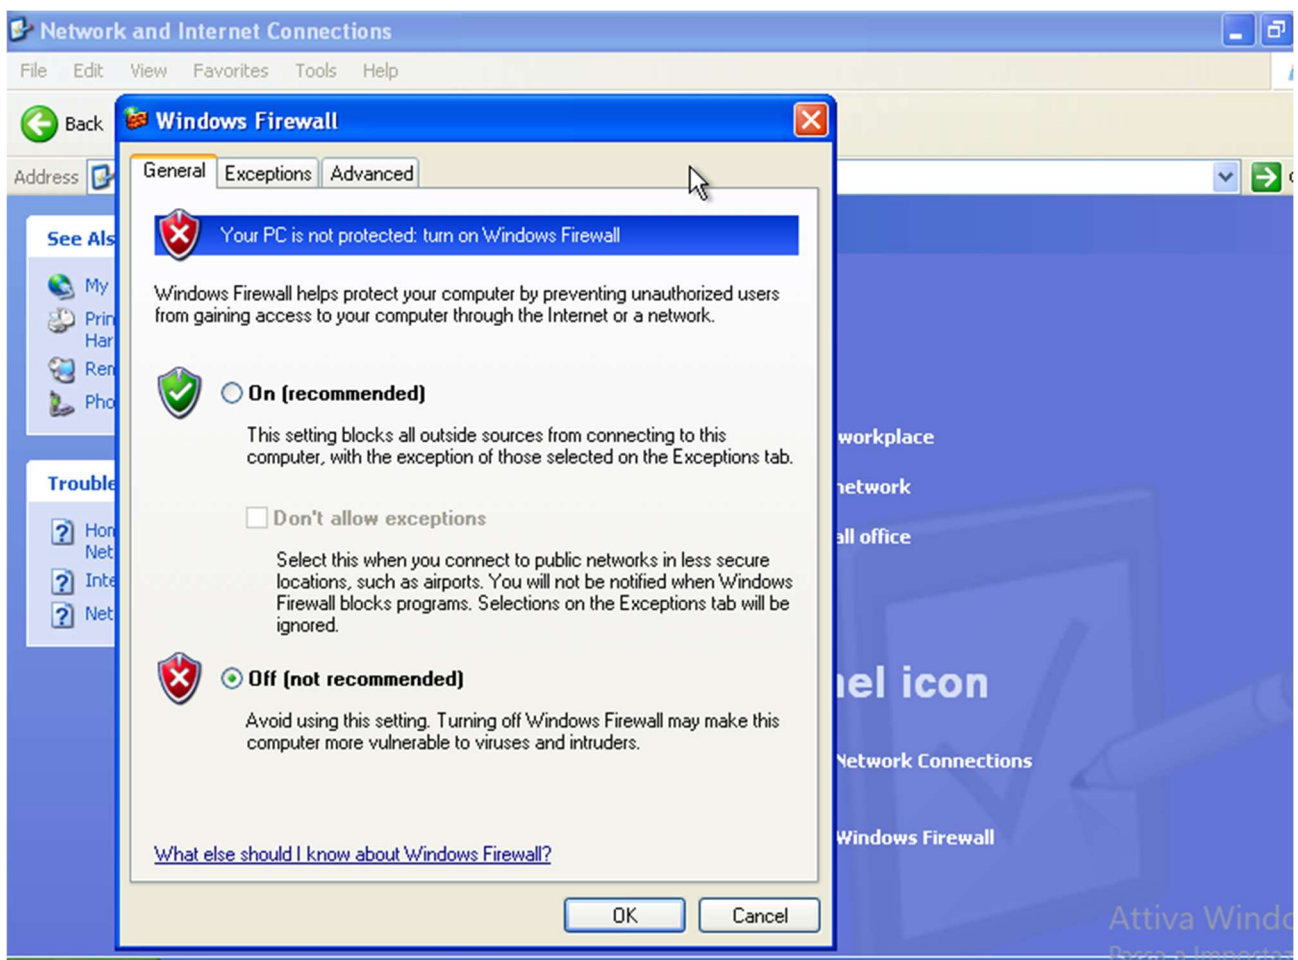 Network and Internet Connections
File Edit View Favorites Tools Help
Back
Windows Firewall
Address
General Exceptions Advanced
See Als
Your PC is not protected: turn on Windows Firewall
My
Prin
Har
Ren
Pho
Windows Firewall helps protect your computer by preventing unauthorized users
from gaining access to your computer through the Internet or a network.
On (recommended)
This setting blocks all outside sources from connecting to this
computer, with the exception of those selected on the Exceptions tab.
Trouble
Hom
Net
Inte
Net
Don't allow exceptions
Select this when you connect to public networks in less secure
locations, such as airports. You will not be notified when Windows
Firewall blocks programs. Selections on the Exceptions tab will be
ignored.
Off (not recommended)
Avoid using this setting. Turning off Windows Firewall may make this
computer more vulnerable to viruses and intruders.
What else should I know about Windows Firewall?
OK Cancel
workplace
network
all office
nel icon
Network Connections
Windows Firewall
Attiva Windo